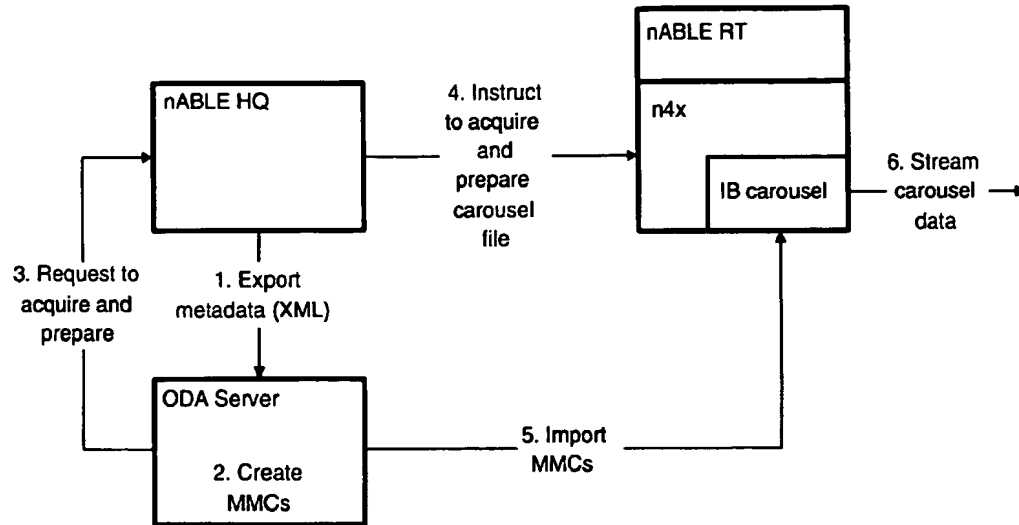 nABLE RT
nABLE HQ
4. Instruct
to acquire
and
prepare
carousel
file
n4x
IB carousel
6. Stream
carousel
data
3. Request to
acquire and
prepare
1. Export
metadata (XML)
ODA Server
2. Create
MMCs
5. Import
MMCs